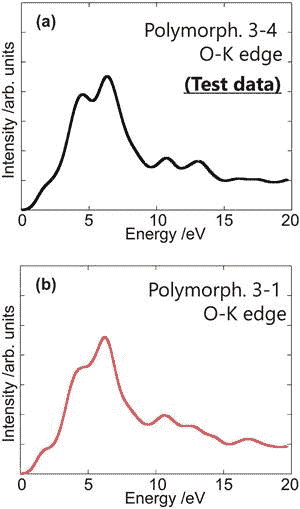 (a)
Polymorph. 3-4
O-K edge
(Test data)
Intensity /arb. units
0 5 10 15 20
Energy /eV
(b)
Polymorph. 3-1
O-K edge
Intensity /arb. units
0 5 10 15 20
Energy /eV